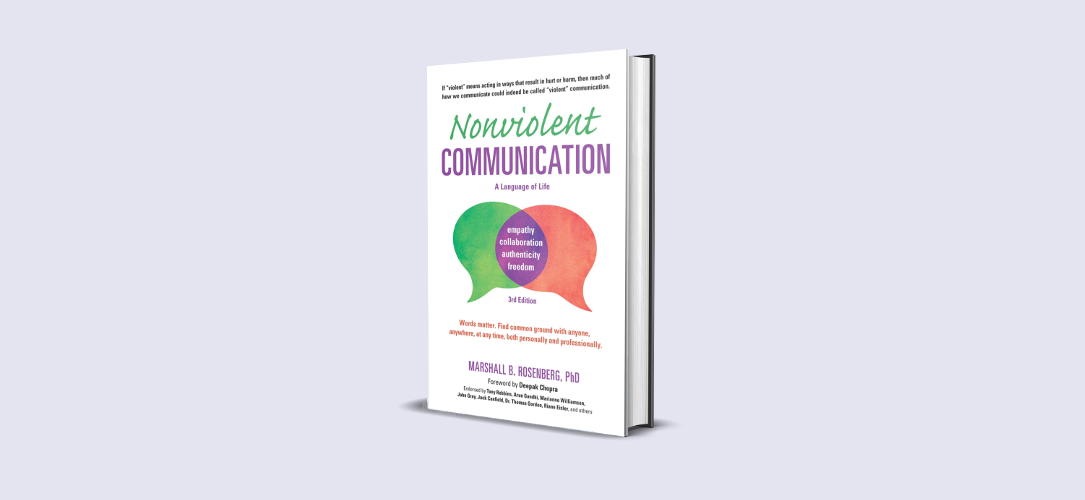 If "violent" means acting in ways that result in hurt or harm, then much of
how we communicate could indeed be called "violent" communication.
Nonviolent
COMMUNICATION
A Language of Life
empathy
collaboration
authenticity
freedom
3rd Edition
Words matter. Find common ground with anyone,
anywhere, at any time, both personally and professionally.
MARSHALL B. ROSENBERG, PhD
Foreword by Deepak Chopra
Endorsed by Tony Robbins, Arun Gandhi, Marianne Williamson,
John Gray, Jack Canfield, Dr. Thomas Gordon, Riane Eisler, and others